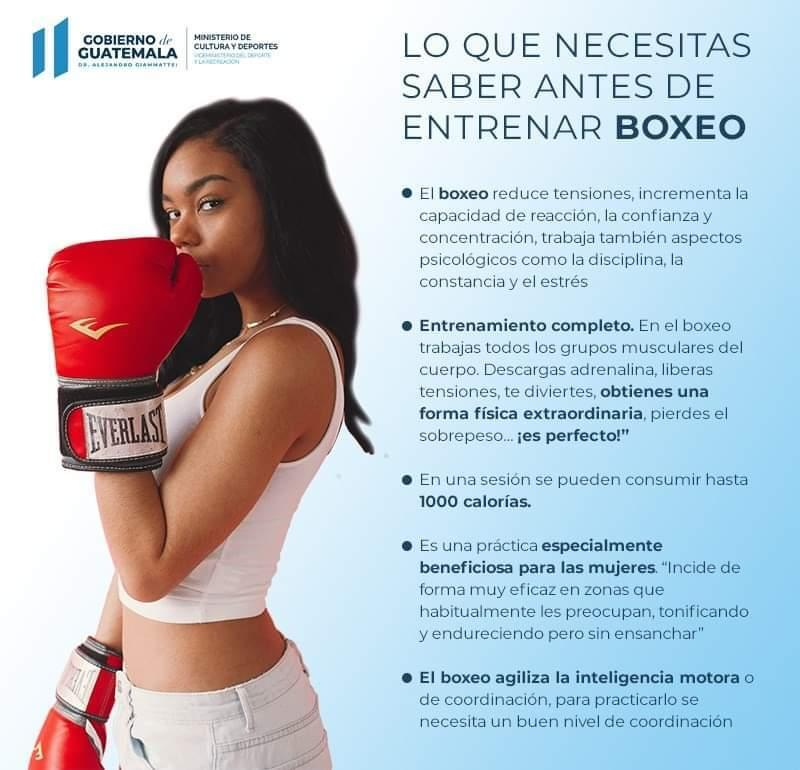 GOBIERNO de
GUATEMALA
DR. ALEJANDRO GIAMMATTEI
MINISTERIO DE
CULTURA Y DEPORTES
VICEMINISTERIO DEL DEPORTE
Y LA RECREACIÓN
LO QUE NECESITAS
SABER ANTES DE
ENTRENAR BOXEO
El boxeo reduce tensiones, incrementa la
capacidad de reacción, la confianza y
concentración, trabaja también aspectos
psicológicos como la disciplina, la
constancia y el estrés
Entrenamiento completo. En el boxeo
trabajas todos los grupos musculares del
cuerpo. Descargas adrenalina, liberas
tensiones, te diviertes, obtienes una
forma física extraordinaria, pierdes el
sobrepeso... ¡es perfecto!”
En una sesión se pueden consumir hasta
1000 calorías.
Es una práctica especialmente
beneficiosa para las mujeres. “Incide de
forma muy eficaz en zonas que
habitualmente les preocupan, tonificando
y endureciendo pero sin ensanchar”
El boxeo agiliza la inteligencia motora o
de coordinación, para practicarlo se
necesita un buen nivel de coordinación
EVERLAST